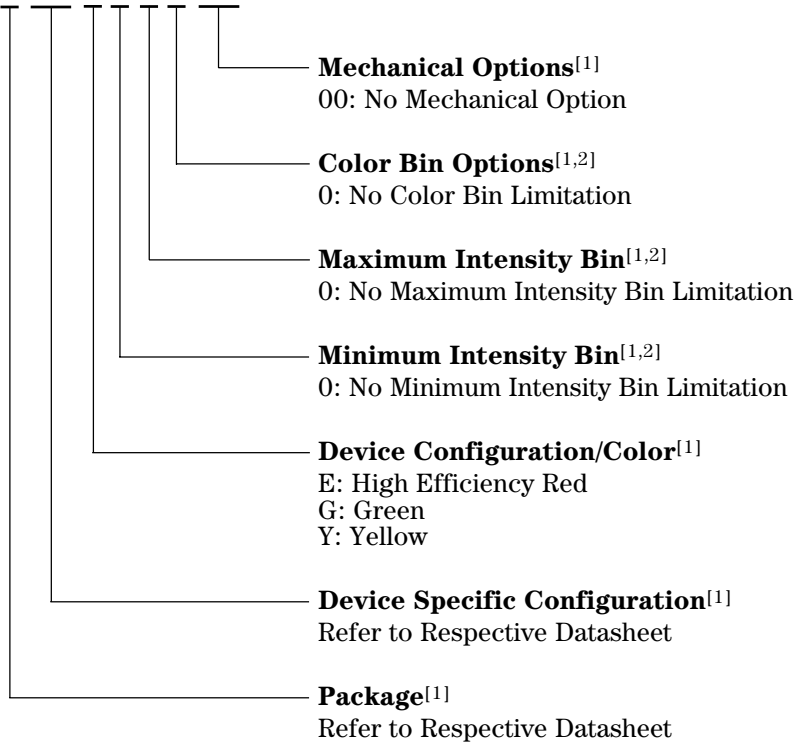 Mechanical Options[1]
00: No Mechanical Option
Color Bin Options[1,2]
0: No Color Bin Limitation
Maximum Intensity Bin[1,2]
0: No Maximum Intensity Bin Limitation
Minimum Intensity Bin[1,2]
0: No Minimum Intensity Bin Limitation
Device Configuration/Color[1]
E: High Efficiency Red
G: Green
Y: Yellow
Device Specific Configuration[1]
Refer to Respective Datasheet
Package[1]
Refer to Respective Datasheet